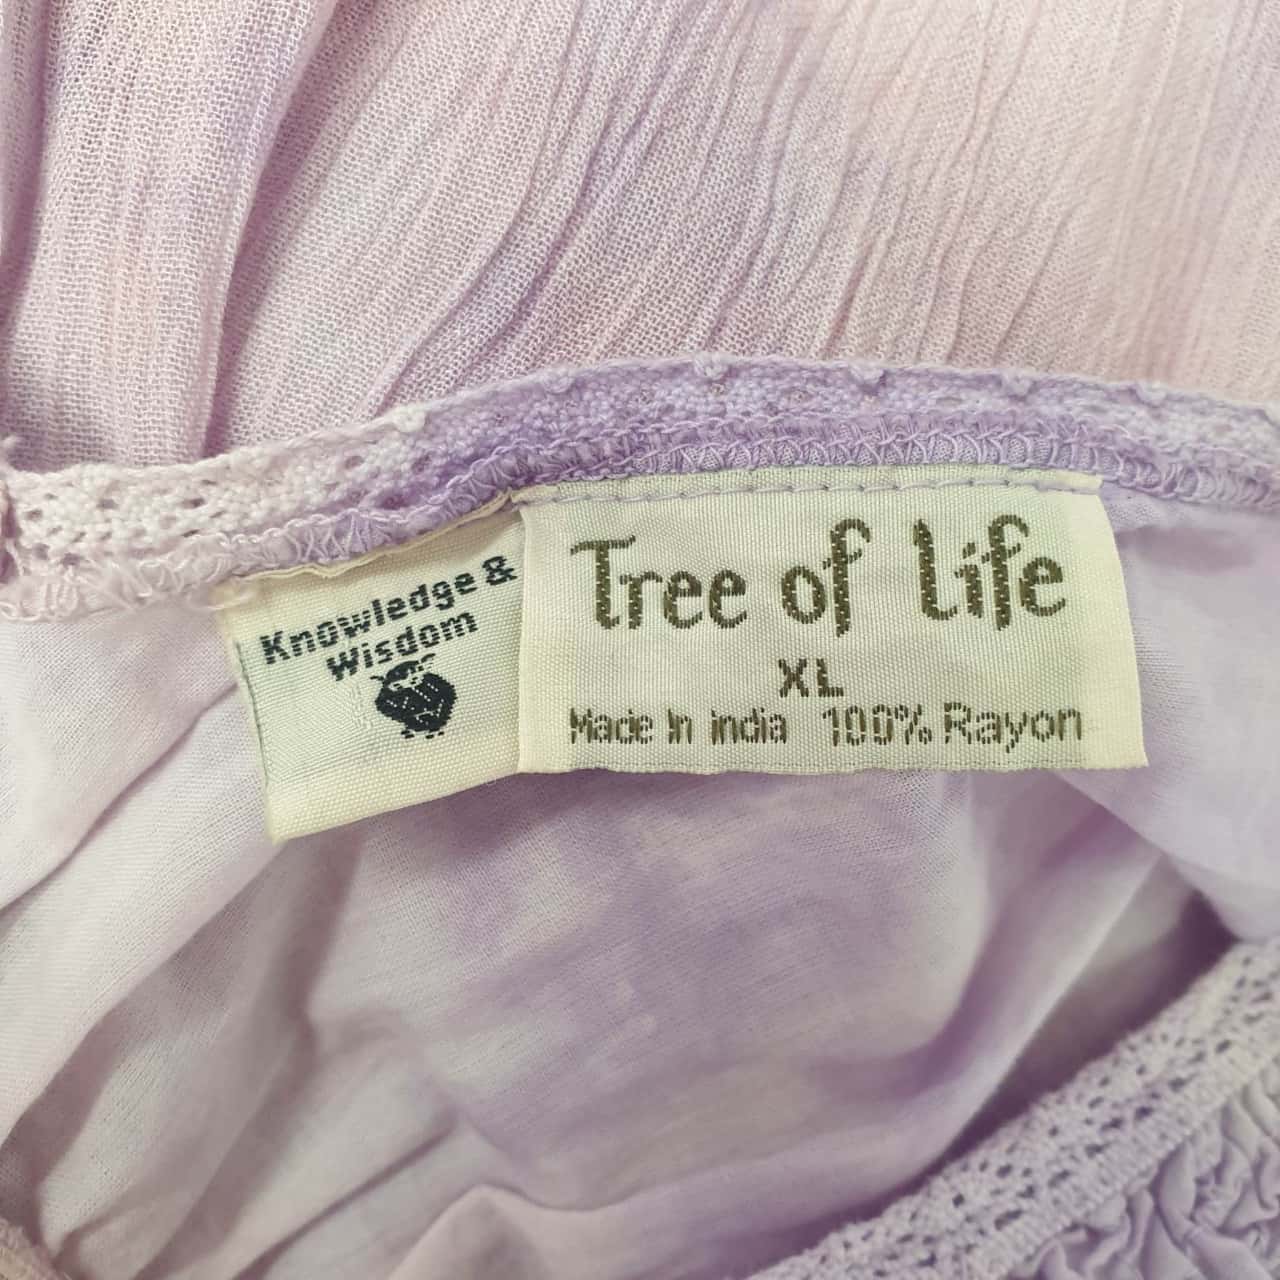 Knowledge &
Wisdom
Tree of Life
XL
Made In India 100% Rayon